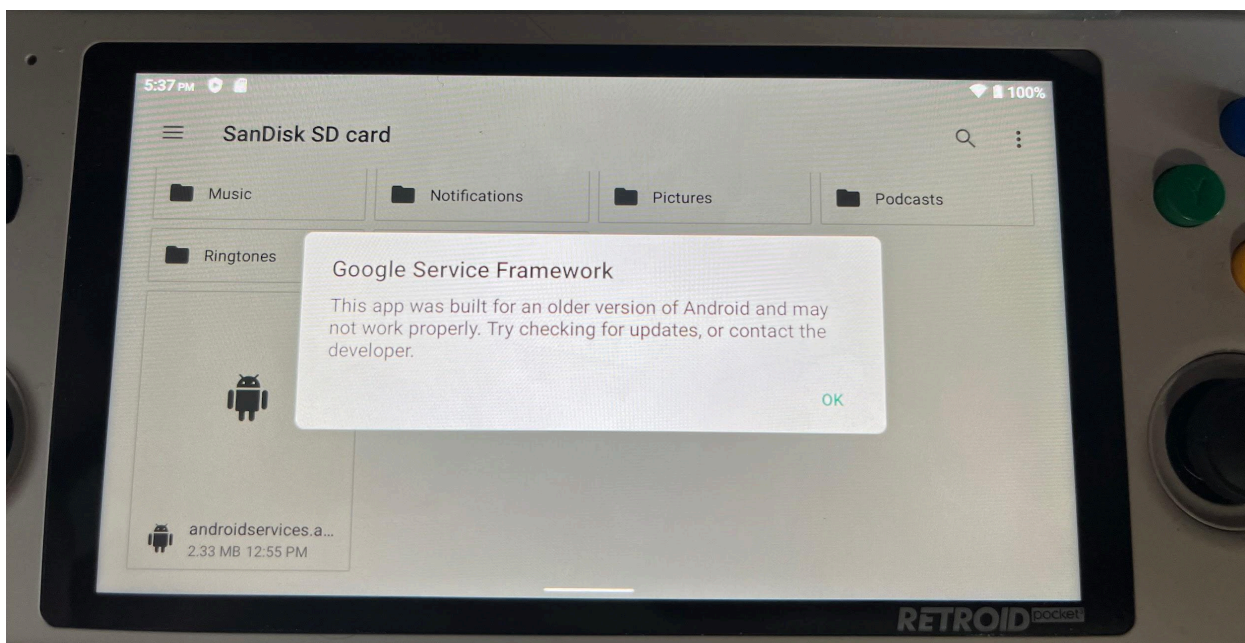 5:37 PM
100%
SanDisk SD card
Music
Notifications
Pictures
Podcasts
Ringtones
Google Service Framework
This app was built for an older version of Android and may
not work properly. Try checking for updates, or contact the
developer.
OK
androidservices.a...
2.33 MB 12:55 PM
RETROID pocket